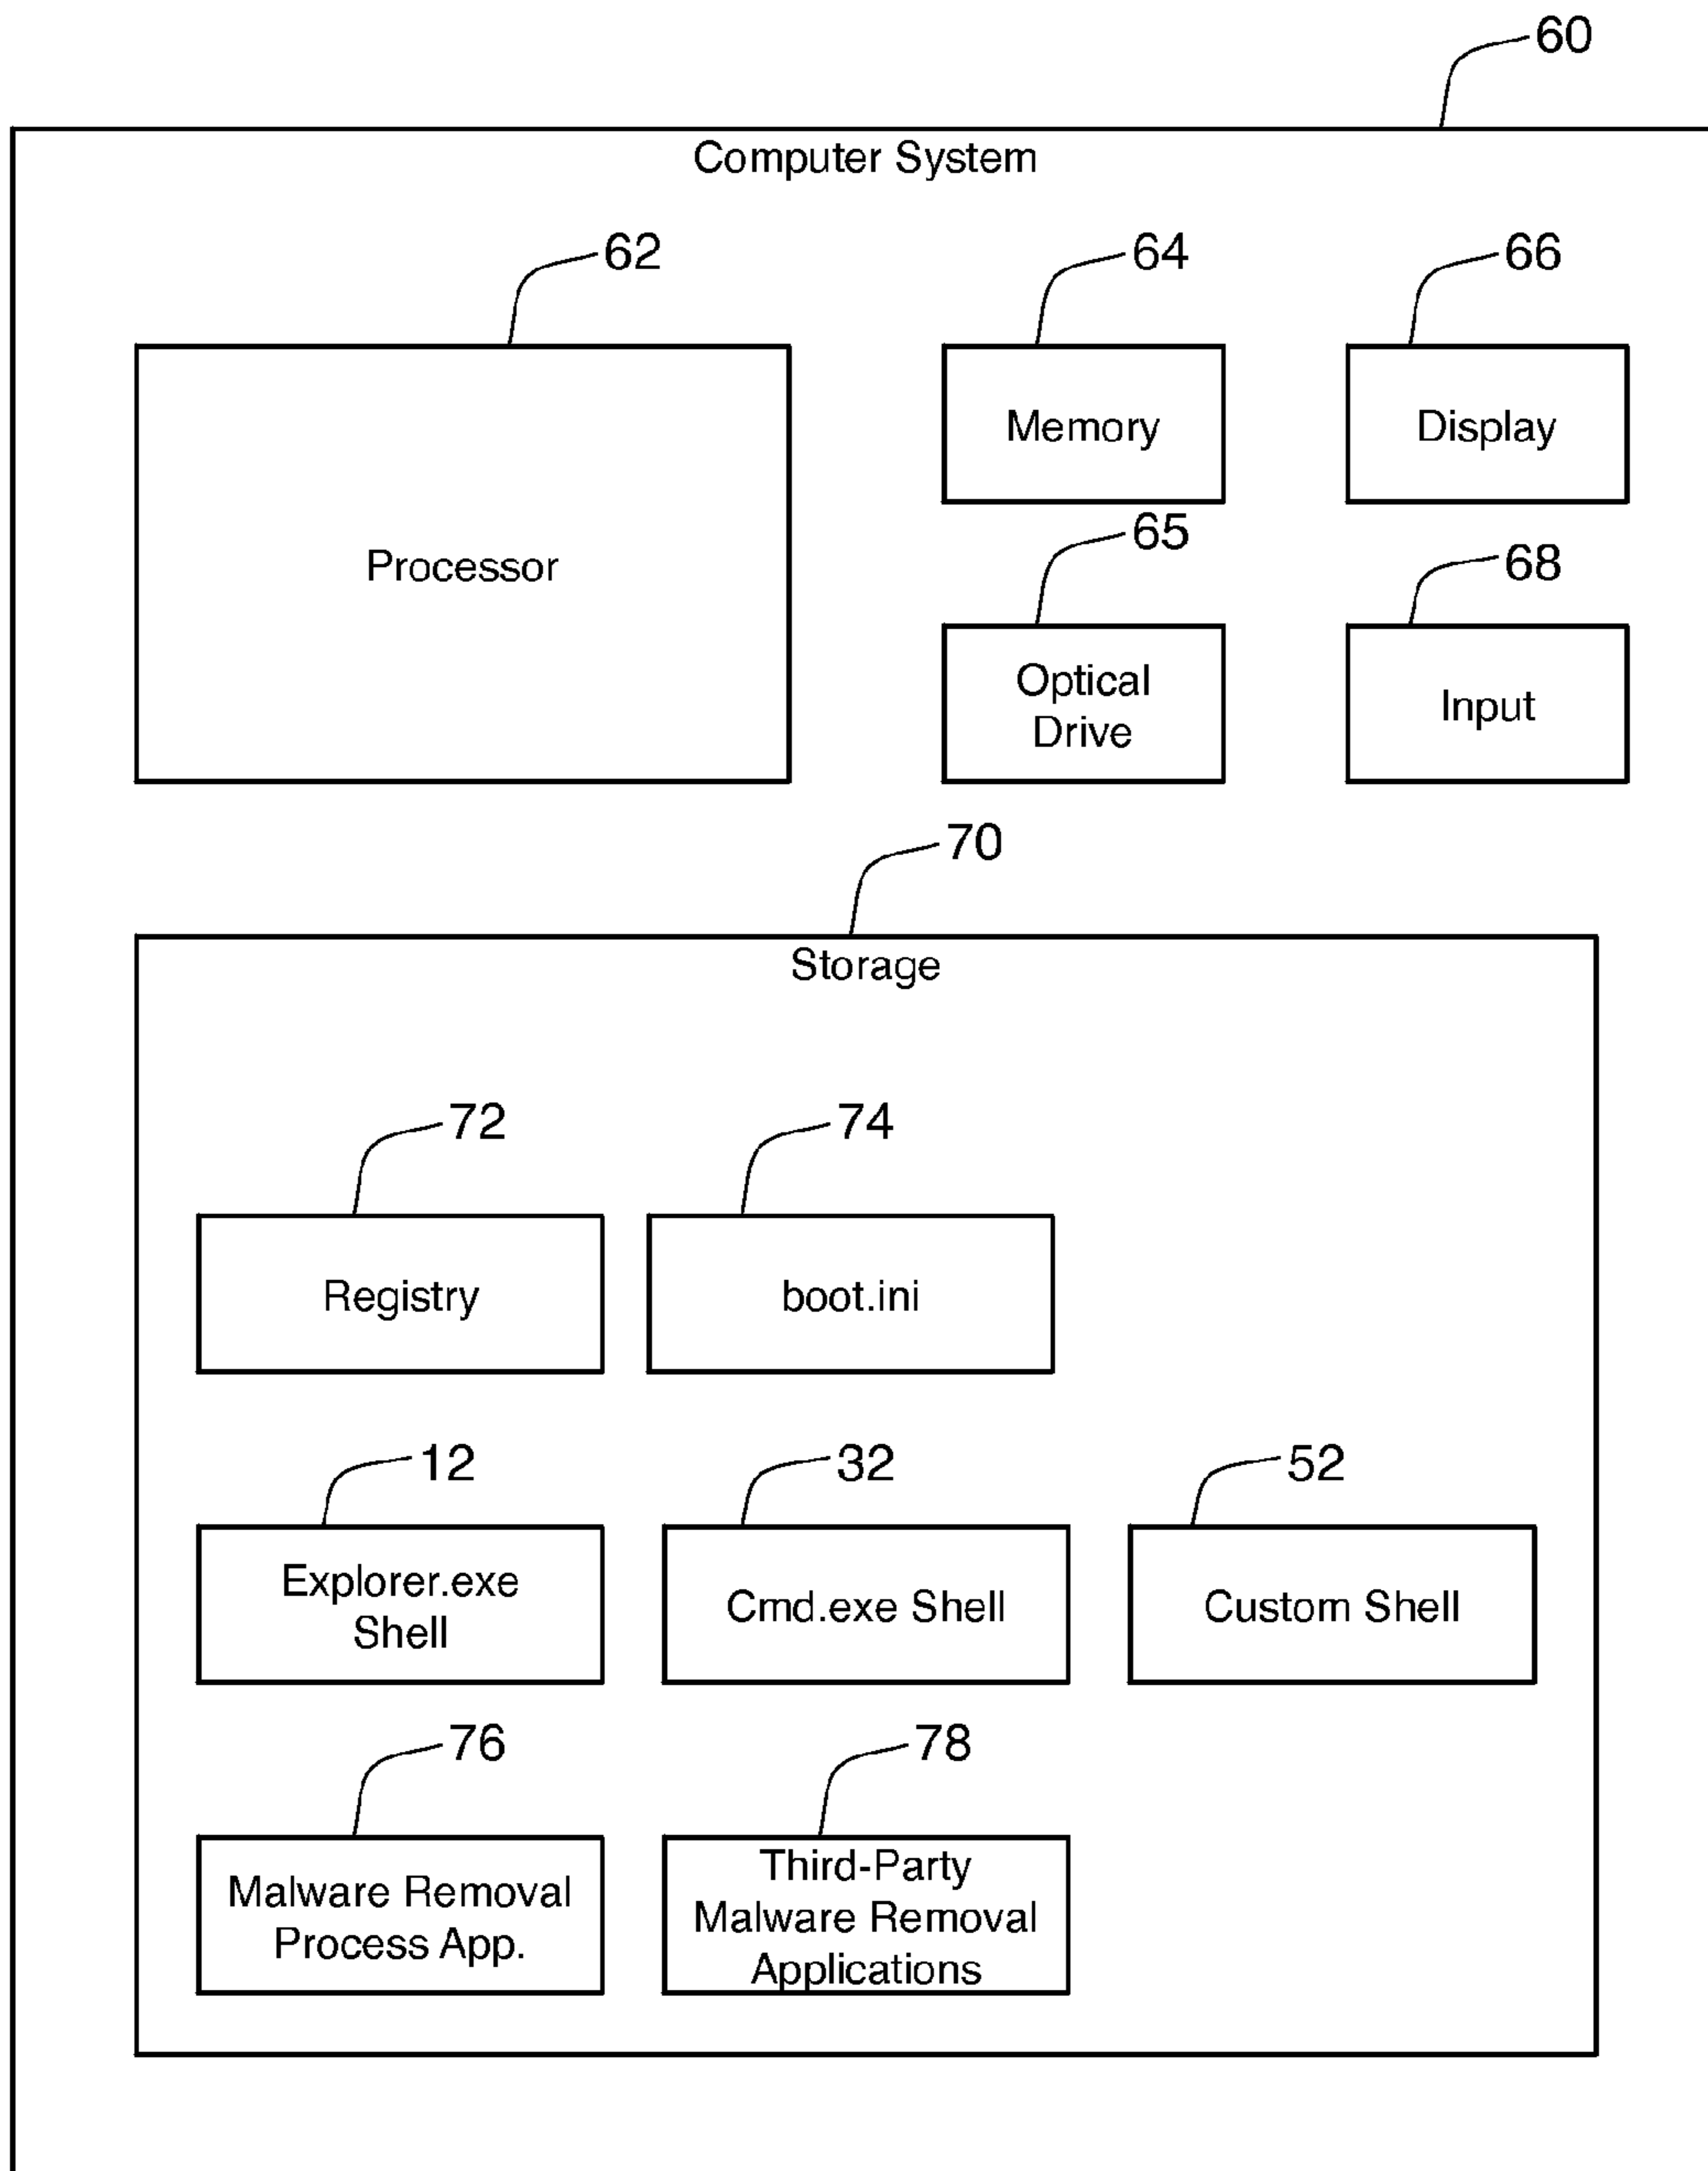 60
Computer System
62
64
66
Processor
Memory
Display
65
68
Optical
Drive
Input
70
Storage
72
74
Registry
boot.ini
12
32
52
Explorer.exe
Shell
Cmd.exe Shell
Custom Shell
76
78
Malware Removal
Process App.
Third-Party
Malware Removal
Applications